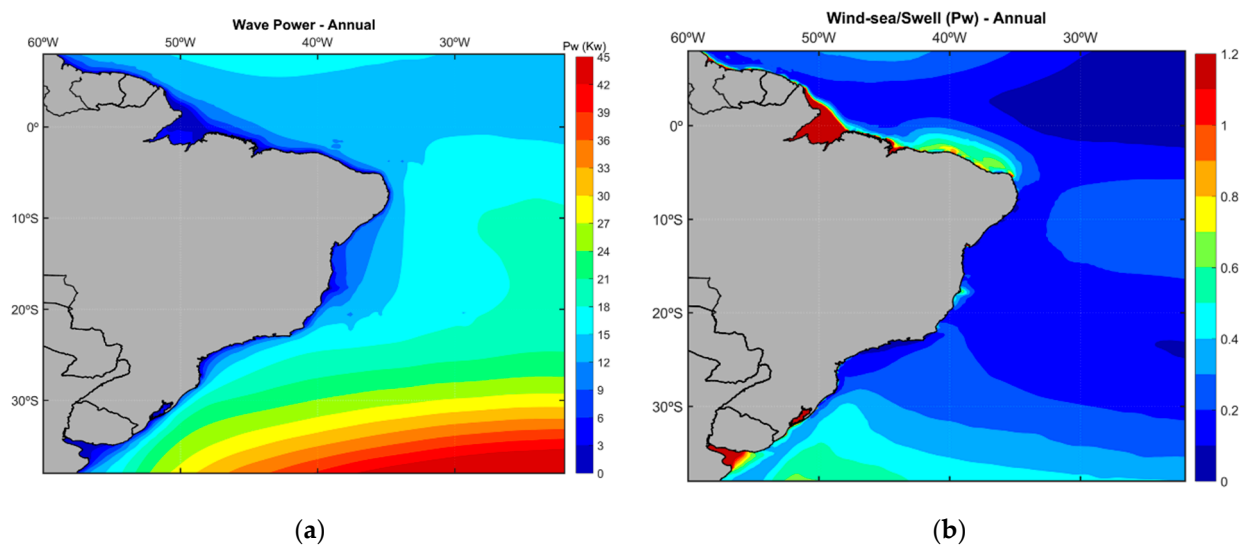 Wave Power - Annual
60ºW 50ºW 40ºW 30ºW
Pw (Kw)
45
42
39
36
33
30
27
24
21
18
15
12
9
6
3
0
0º
10ºS
20ºS
30ºS
(a)
Wind-sea/Swell (Pw) - Annual
60ºW 50ºW 40ºW 30ºW
1.2
1
0.8
0.6
0.4
0.2
0
0º
10ºS
20ºS
30ºS
(b)